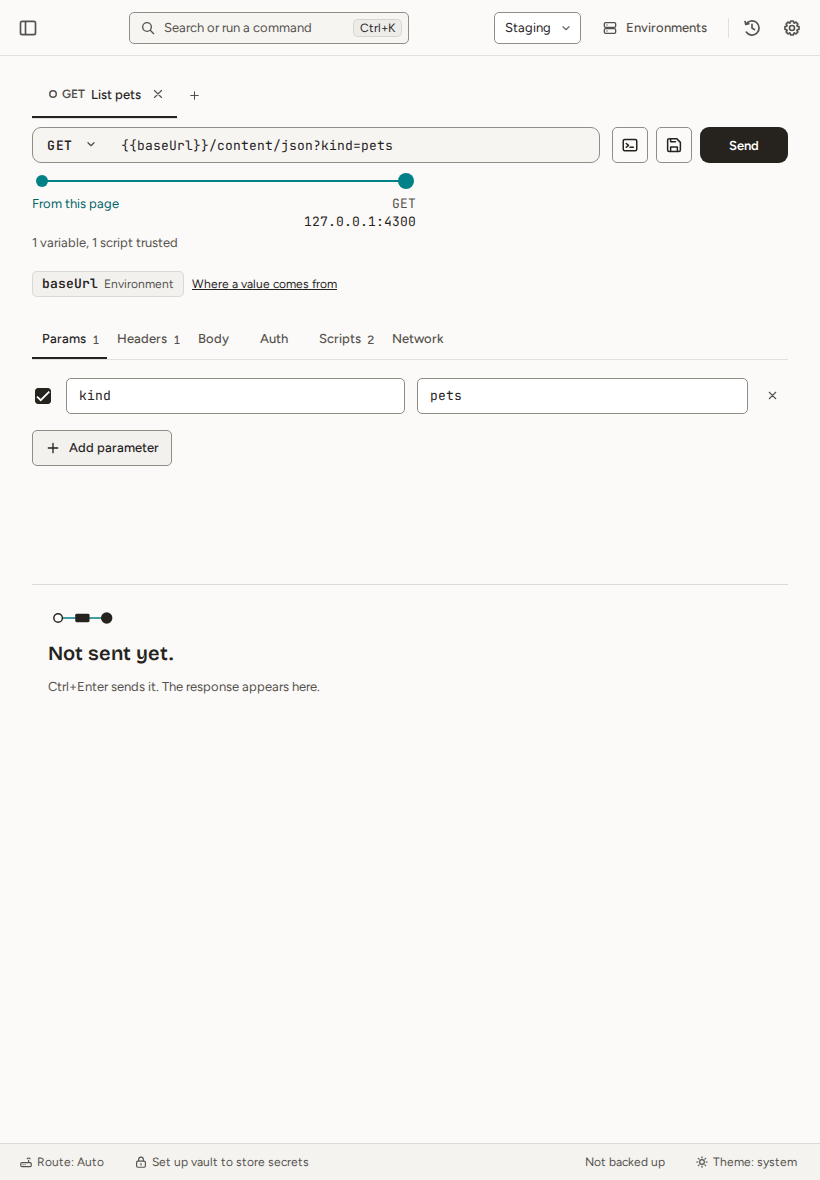 Search or run a command Ctrl+K Staging Environments
GET List pets
GET {{baseUrl}}/content/json?kind=pets Send
From this page GET
127.0.0.1:4300
1 variable, 1 script trusted
baseUrl Environment Where a value comes from
Params 1 Headers 1 Body Auth Scripts 2 Network
kind pets
Add parameter
Not sent yet.
Ctrl+Enter sends it. The response appears here.
Route: Auto Set up vault to store secrets Not backed up Theme: system